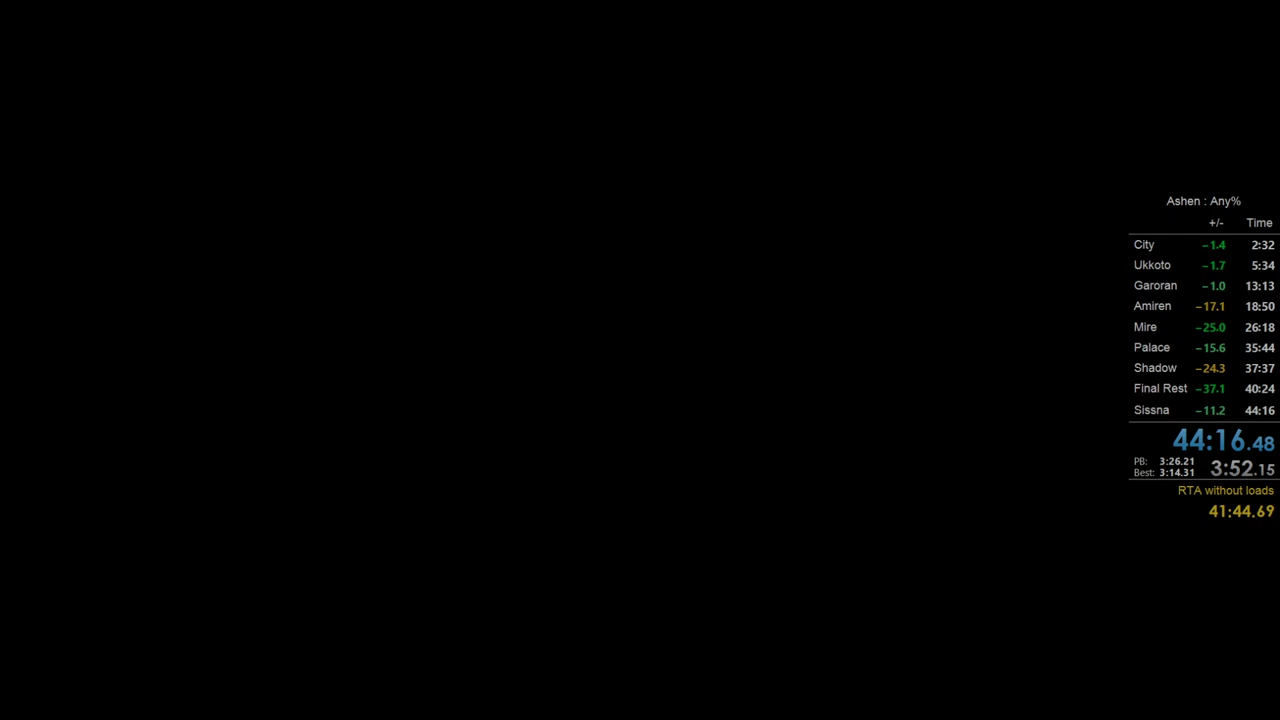 Ashen : Any%
+/- Time
City −1.4 2:32
Ukkoto −1.7 5:34
Garoran −1.0 13:13
Amiren −17.1 18:50
Mire −25.0 26:18
Palace −15.6 35:44
Shadow −24.3 37:37
Final Rest −37.1 40:24
Sissna −11.2 44:16
44:16.48
PB: 3:26.21
Best: 3:14.31
3:52.15
RTA without loads
41:44.69